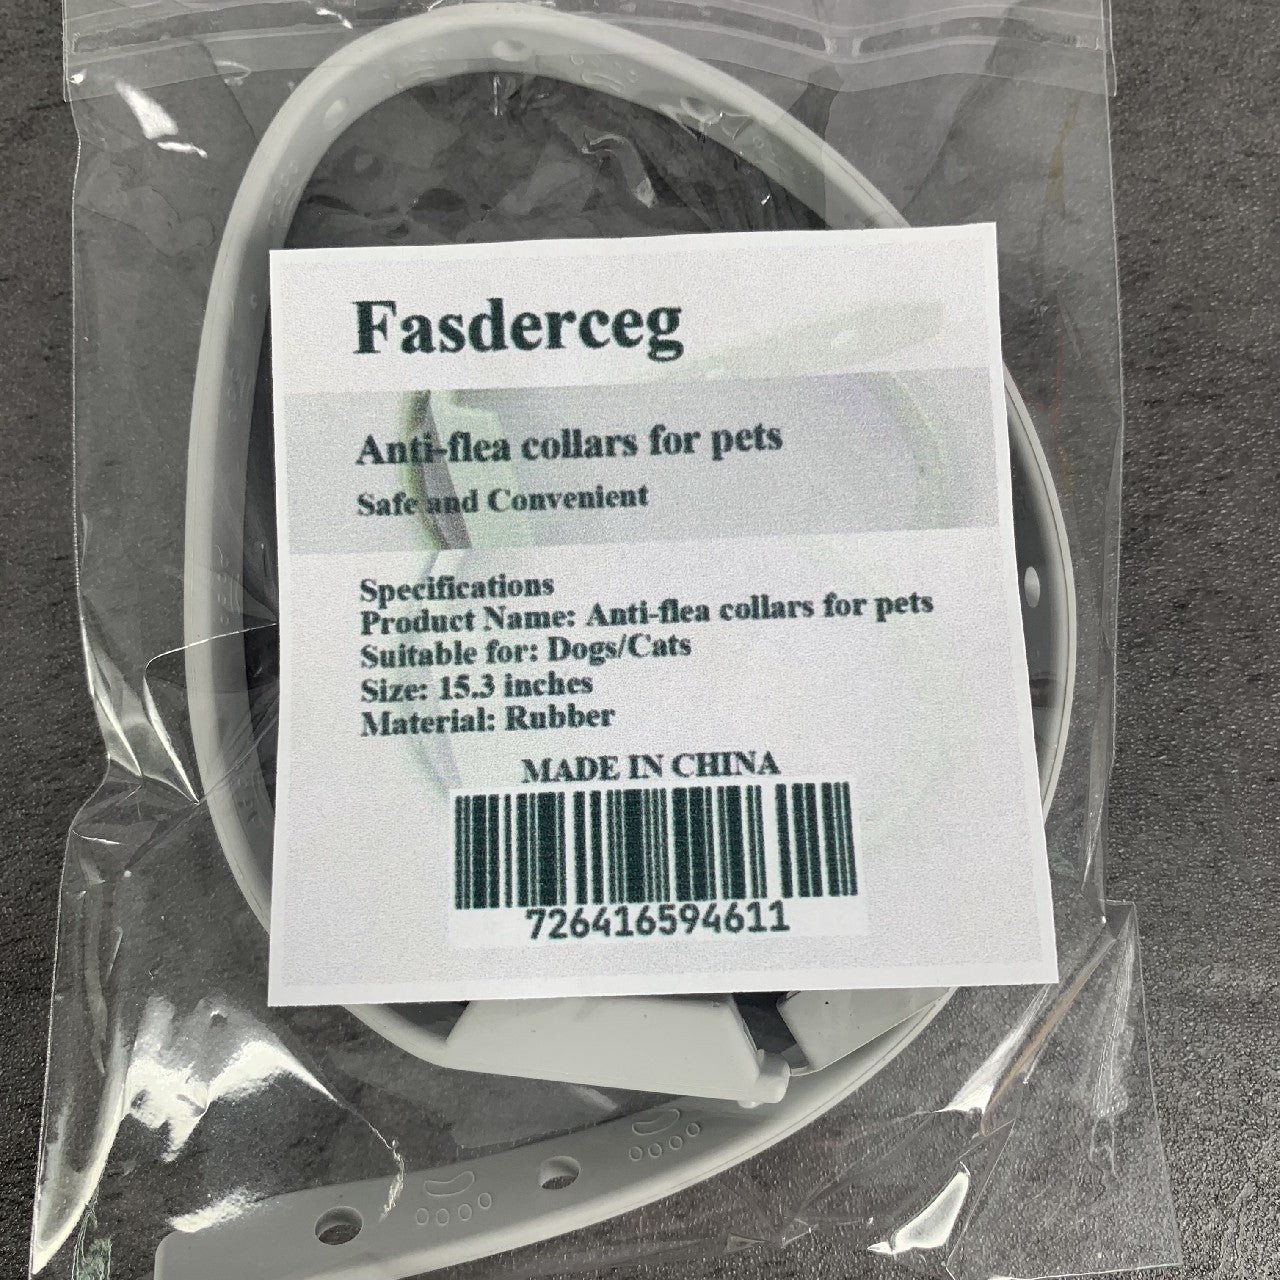 Fasderceg
Anti-flea collars for pets
Safe and Convenient
Specifications
Product Name: Anti-flea collars for pets
Suitable for: Dogs/Cats
Size: 15.3 inches
Material: Rubber
MADE IN CHINA
726416594611